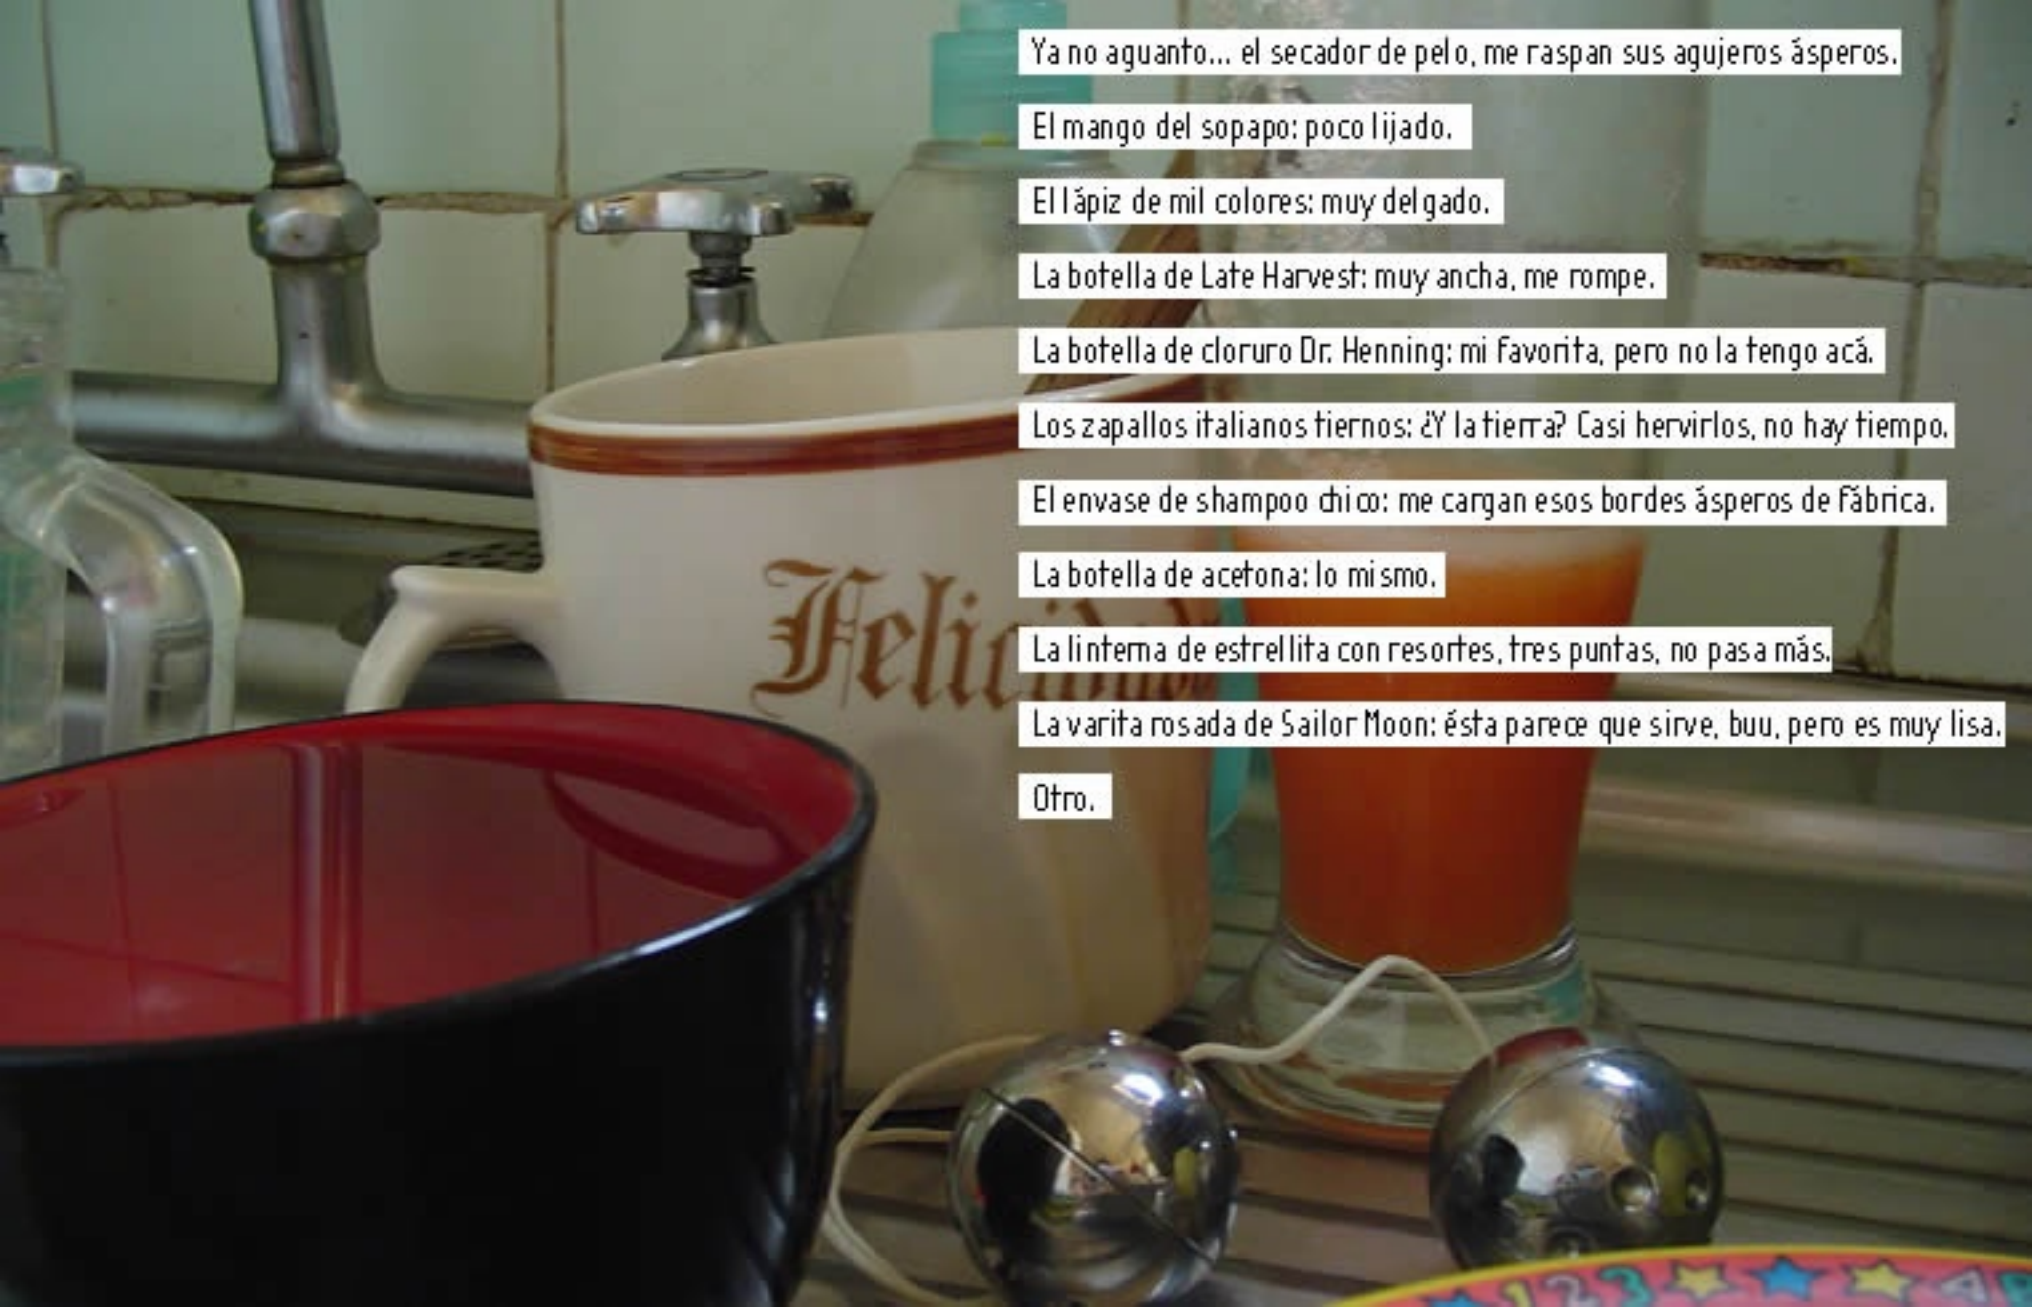 Ya no aguanto... el secador de pelo, me raspan sus agujeros ásperos.
El mango del sopapo: poco lijado.
El lápiz de mil colores: muy delgado.
La botella de Late Harvest: muy ancha, me rompe.
La botella de cloruro Dr. Henning: mi favorita, pero no la tengo acá.
Los zapallos italianos tiernos: ¿Y la tierra? Casi hervirlos, no hay tiempo.
El envase de shampoo chico: me cargan esos bordes ásperos de fábrica.
La botella de acetona: lo mismo.
Felicidades
La linterna de estrellita con resortes, tres puntas, no pasa más.
La varita rosada de Sailor Moon: ésta parece que sirve, buu, pero es muy lisa.
Otro.
1 2 3 4